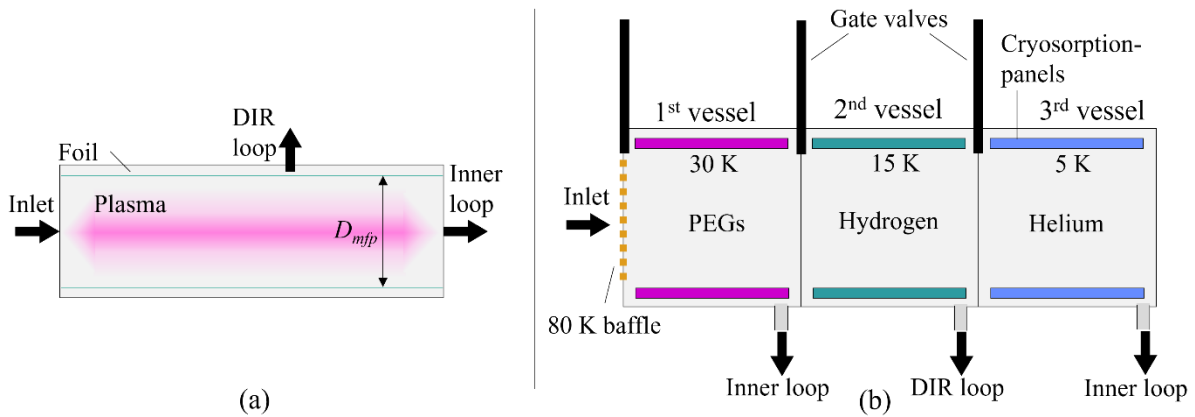 DIR
loop
Foil
Inner
loop
Inlet
Plasma
Dmfp
(a)
Gate valves
Cryosorption-
panels
1st vessel
2nd vessel
3rd vessel
30 K
15 K
5 K
Inlet
PEGs
Hydrogen
Helium
80 K baffle
Inner loop
DIR loop
Inner loop
(b)